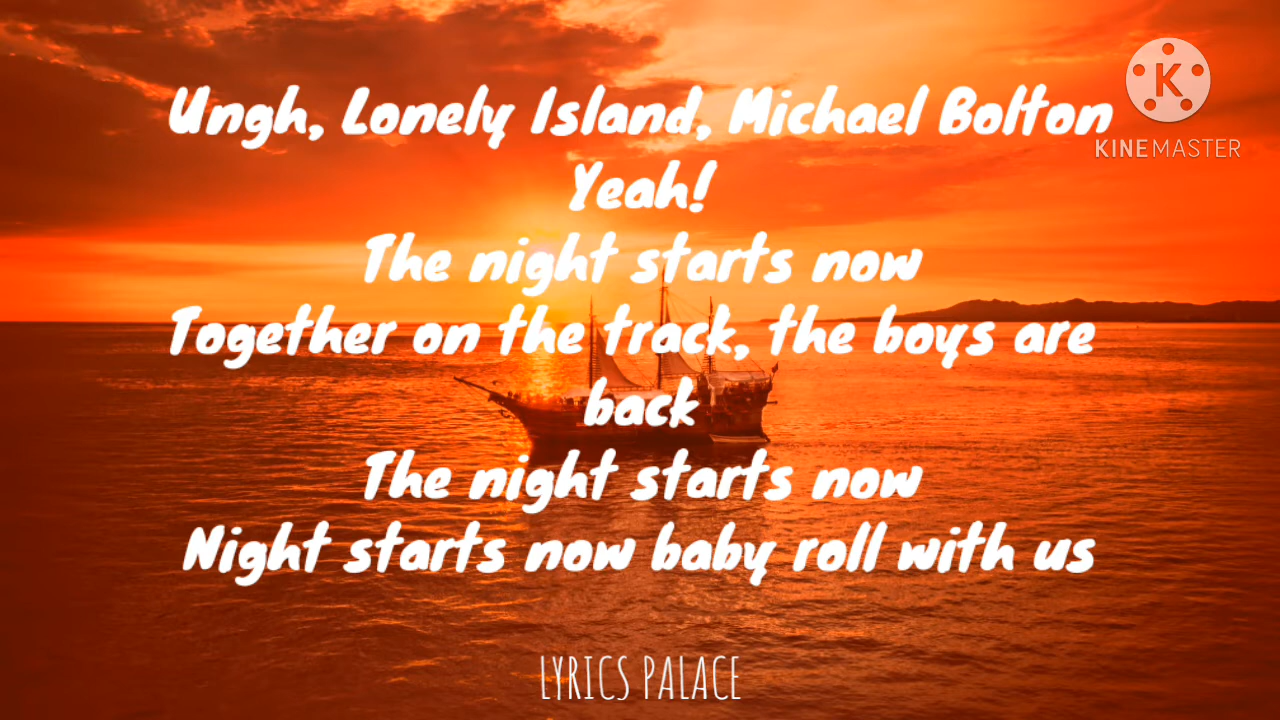 Ungh, Lonely Island, Michael Bolton
K
KINEMASTER
Yeah!
The night starts now
Together on the track, the boys are
back
The night starts now
Night starts now baby roll with us
LYRICS PALACE